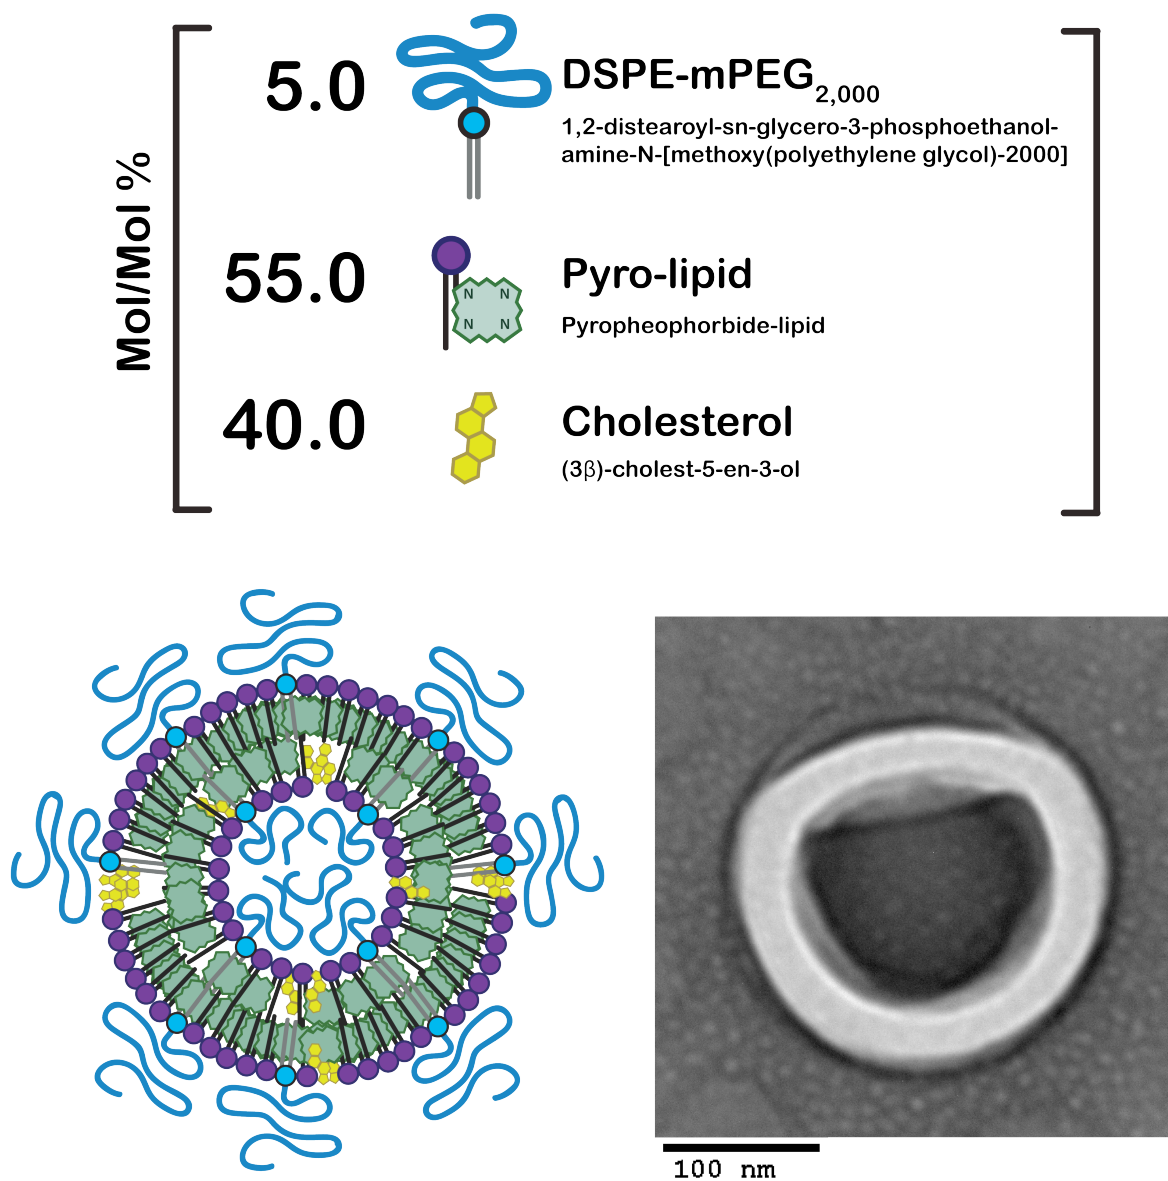 Mol/Mol %
5.0
DSPE-mPEG2,000
1,2-distearoyl-sn-glycero-3-phosphoethanol-
amine-N-[methoxy(polyethylene glycol)-2000]
55.0
N N
N N
Pyro-lipid
Pyropheophorbide-lipid
40.0
Cholesterol
(3β)-cholest-5-en-3-ol
100 nm